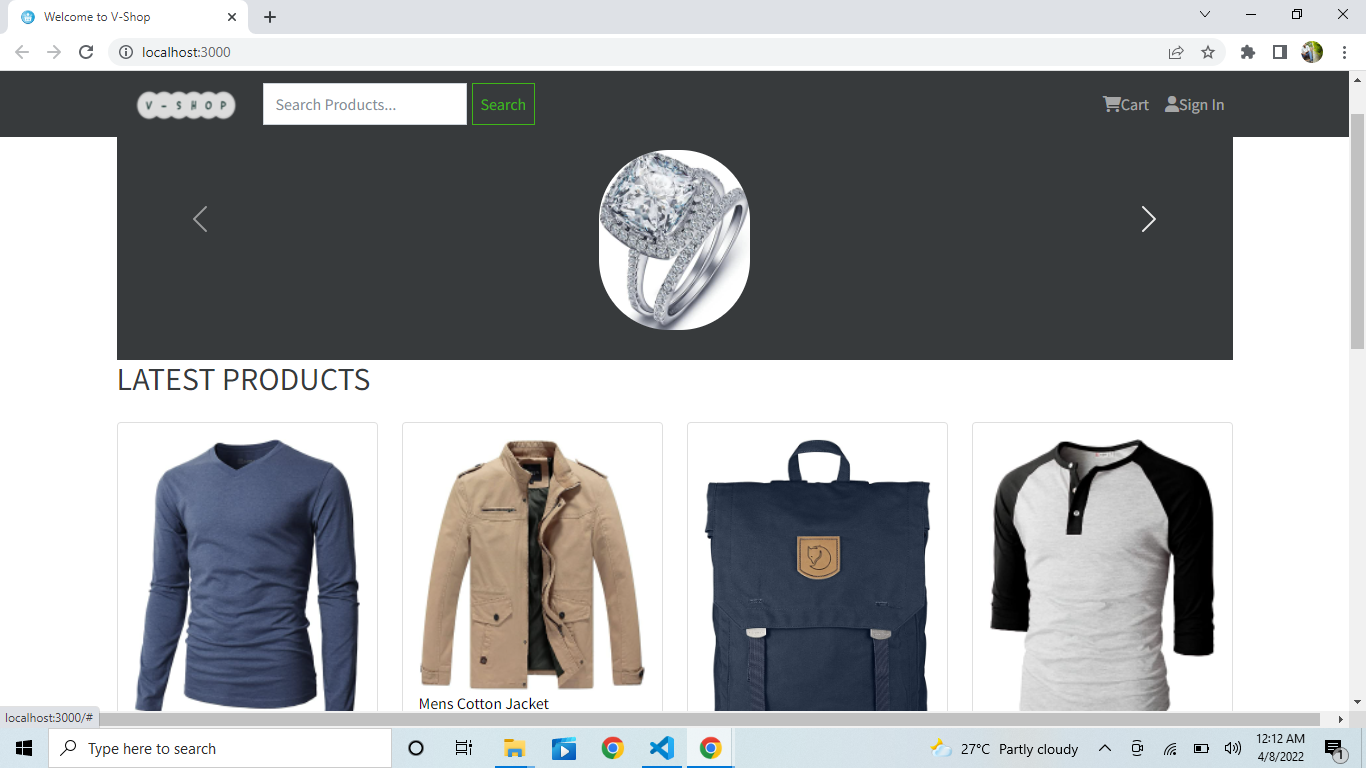 Welcome to V-Shop
localhost:3000
V - S H O P
Search Products...
Search
Cart
Sign In
LATEST PRODUCTS
Mens Cotton Jacket
localhost:3000/#
Type here to search
27°C Partly cloudy
12:12 AM
4/8/2022
1